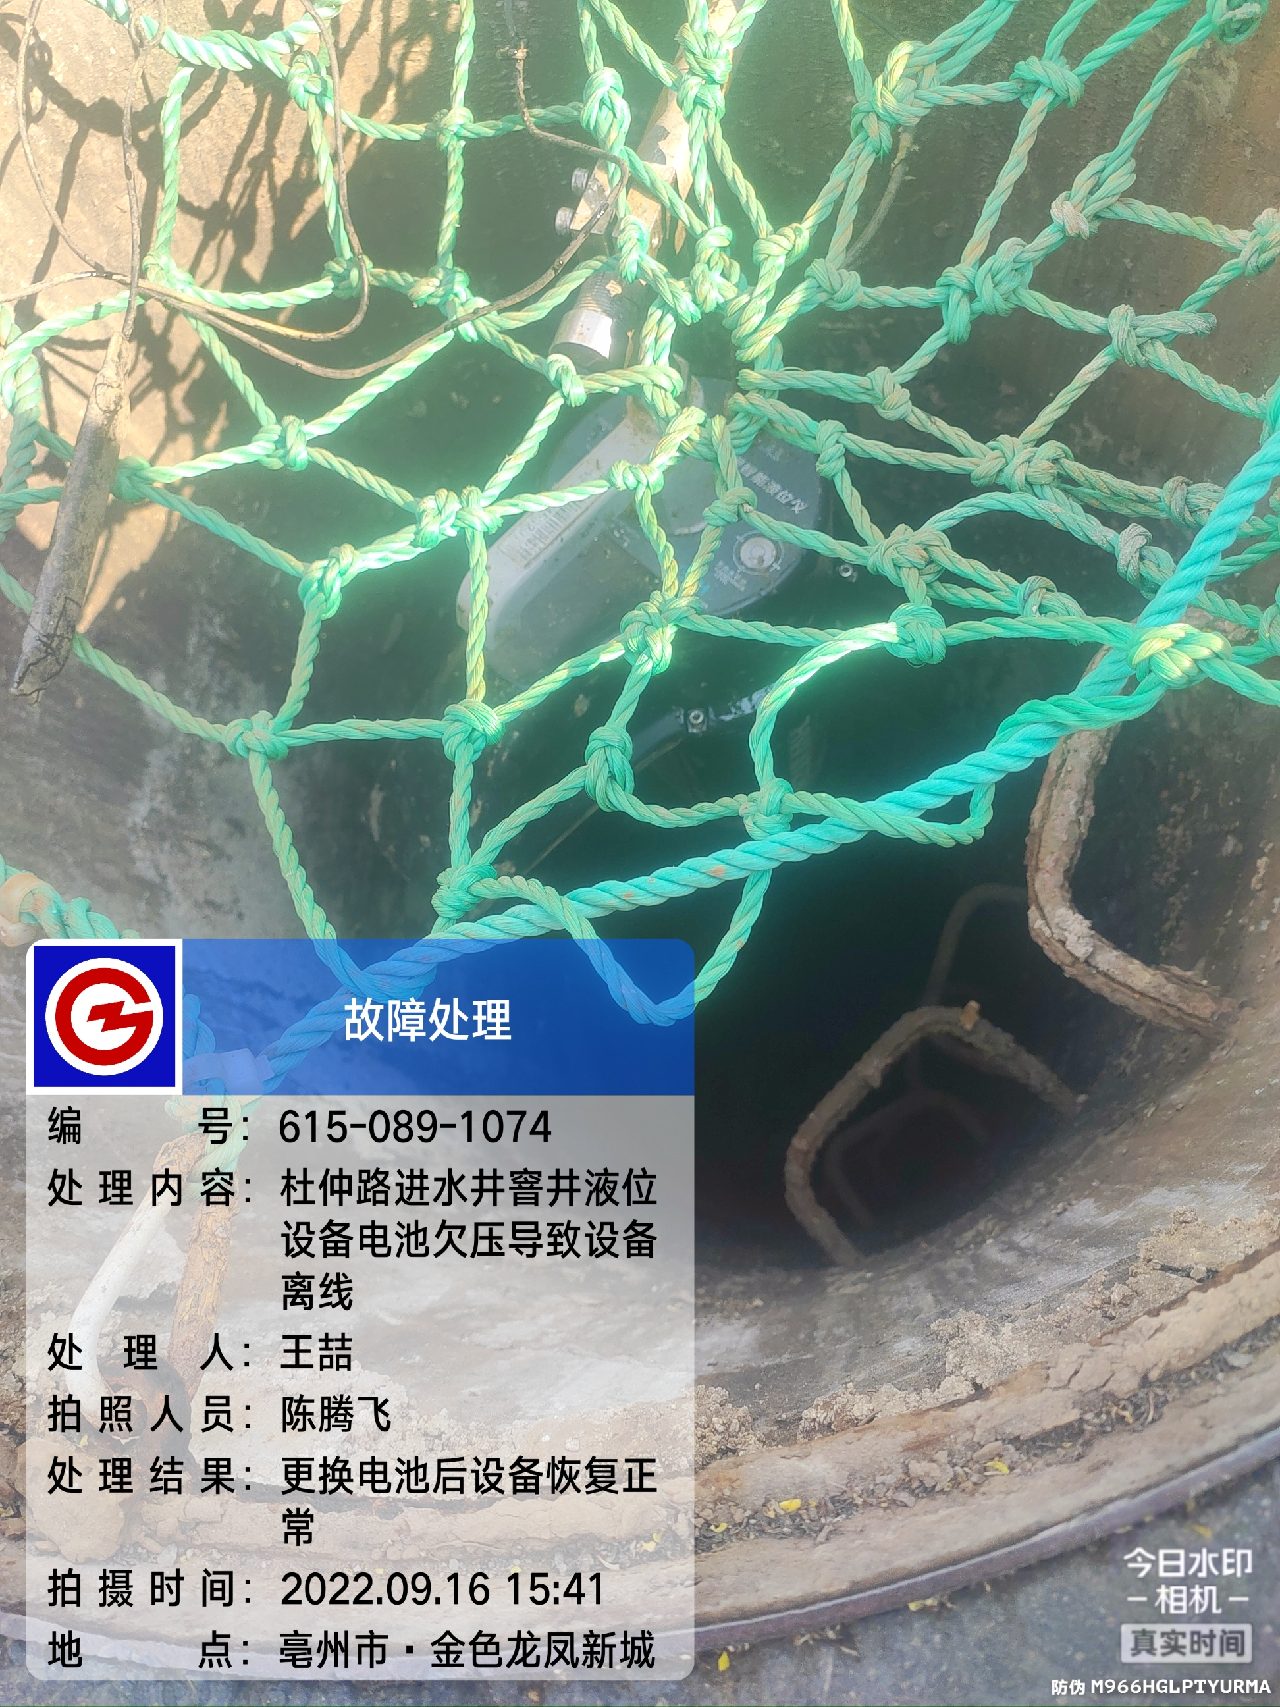 智能液位仪
故障处理
编号：615-089-1074
处理内容：杜仲路进水井窨井液位
设备电池欠压导致设备
离线
处理人：王喆
拍照人员：陈腾飞
处理结果：更换电池后设备恢复正
常
拍摄时间：2022.09.16 15:41
地点：亳州市·金色龙凤新城
今日水印
-相机-
真实时间
防伪 M966HGLPTYURMA